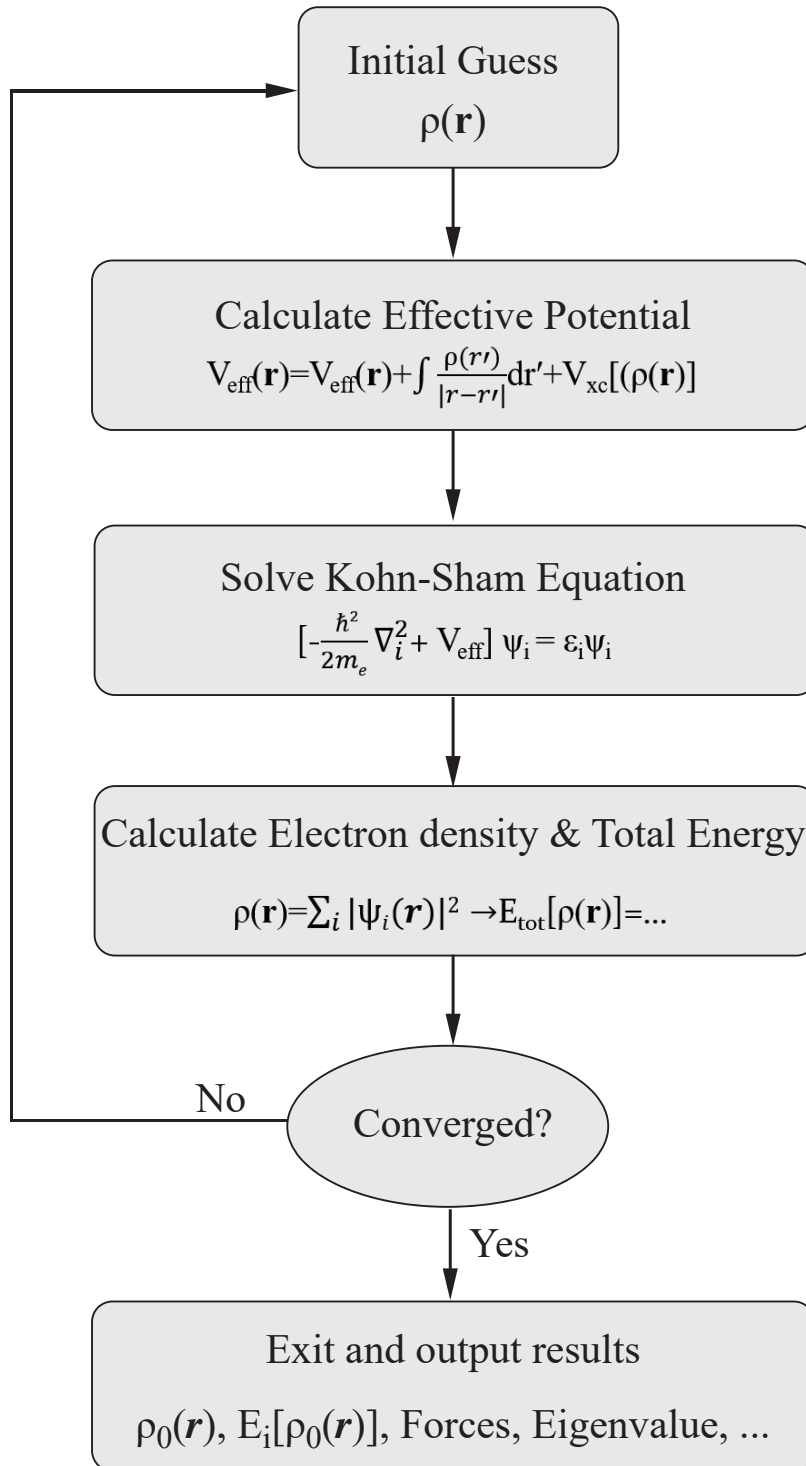 Initial Guess
ρ(r)
Calculate Effective Potential
V_eff(r)=V_eff(r)+∫ ρ(r′)/|r−r′| dr′+V_xc[(ρ(r)]
Solve Kohn-Sham Equation
[-ℏ²/2m_e ∇_i²+ V_eff] ψ_i = ε_iψ_i
Calculate Electron density & Total Energy
ρ(r)=∑_i |ψ_i(r)|² →E_tot[ρ(r)]=...
No
Converged?
Yes
Exit and output results
ρ₀(r), E_i[ρ₀(r)], Forces, Eigenvalue, ...